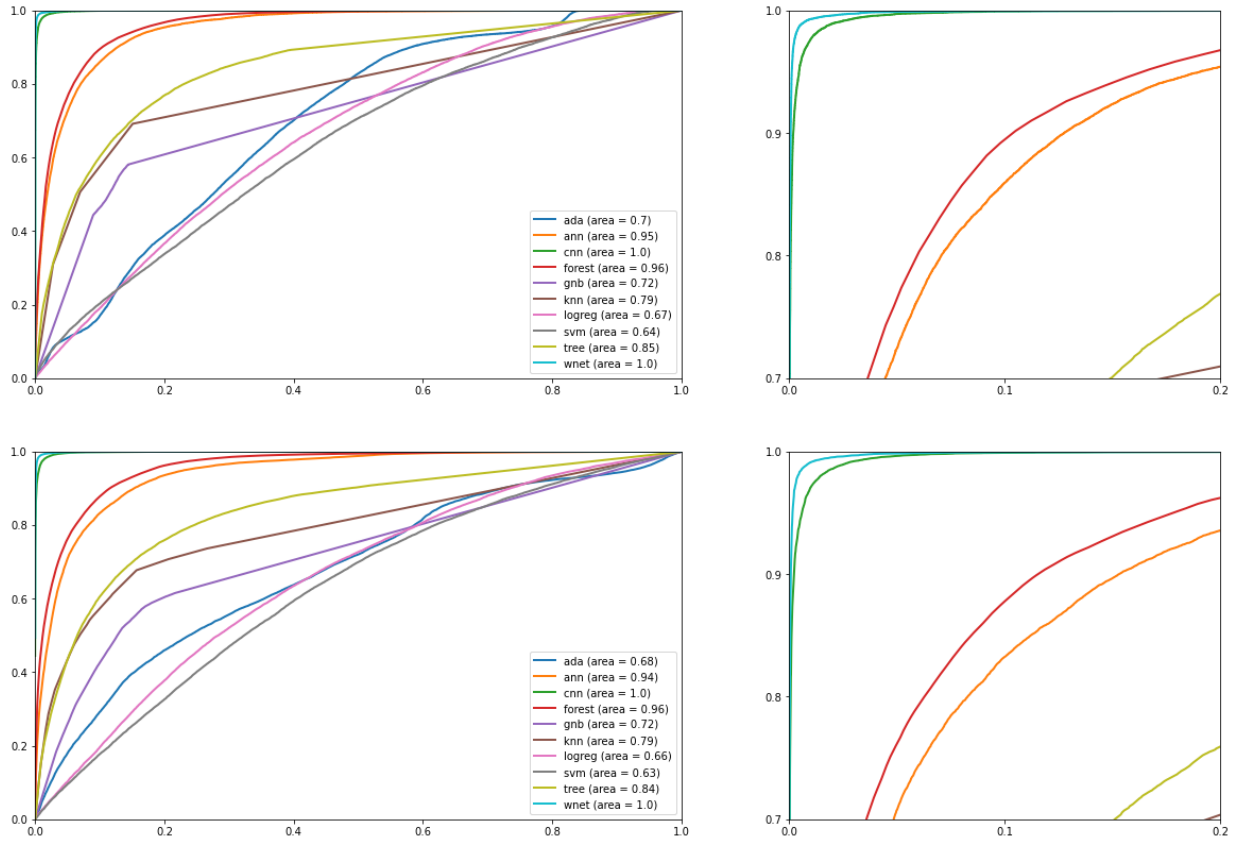 1.0
0.8
0.6
0.4
0.2
0.0
0.0 0.2 0.4 0.6 0.8 1.0
ada (area = 0.7)
ann (area = 0.95)
cnn (area = 1.0)
forest (area = 0.96)
gnb (area = 0.72)
knn (area = 0.79)
logreg (area = 0.67)
svm (area = 0.64)
tree (area = 0.85)
wnet (area = 1.0)
1.0
0.9
0.8
0.7
0.0 0.1 0.2
1.0
0.8
0.6
0.4
0.2
0.0
0.0 0.2 0.4 0.6 0.8 1.0
ada (area = 0.68)
ann (area = 0.94)
cnn (area = 1.0)
forest (area = 0.96)
gnb (area = 0.72)
knn (area = 0.79)
logreg (area = 0.66)
svm (area = 0.63)
tree (area = 0.84)
wnet (area = 1.0)
1.0
0.9
0.8
0.7
0.0 0.1 0.2